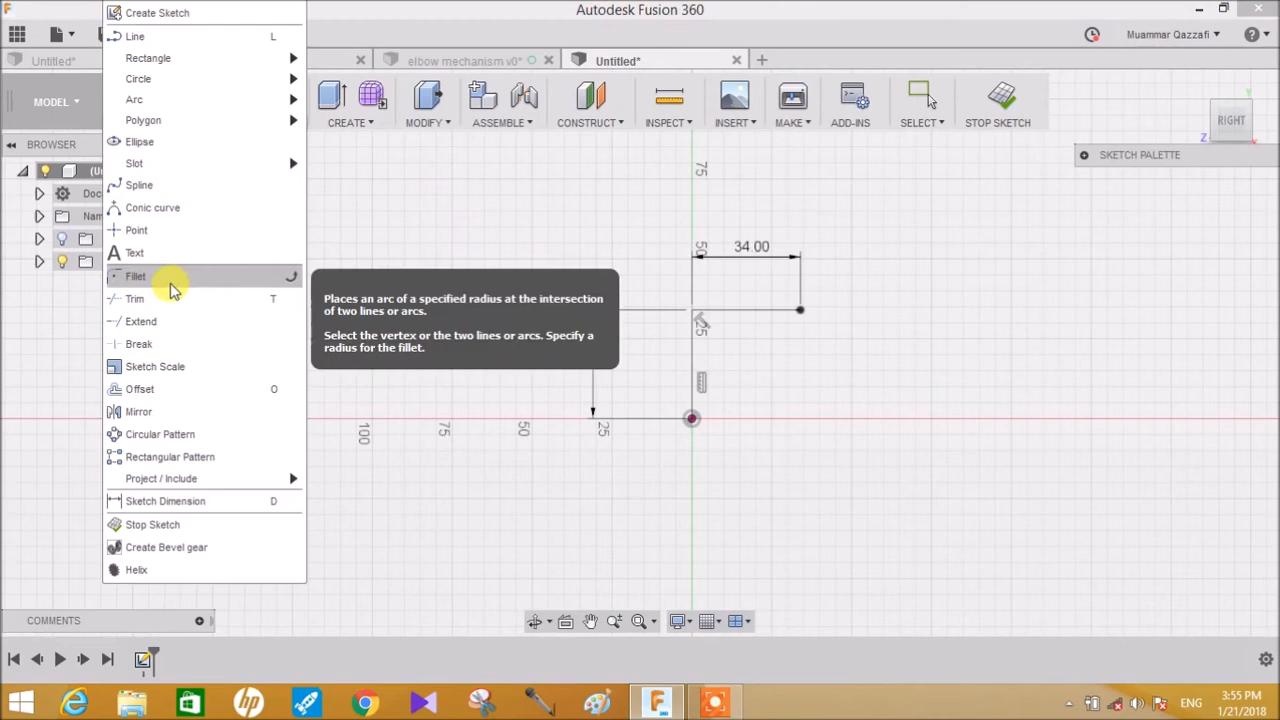 Autodesk Fusion 360
Muammar Qazzafi
Untitled*
elbow mechanism v0*
Untitled*
MODEL
CREATE
MODIFY
ASSEMBLE
CONSTRUCT
INSPECT
INSERT
MAKE
ADD-INS
SELECT
STOP SKETCH
BROWSER
(Un
Doc
Nam
Create Sketch
Line L
Rectangle
Circle
Arc
Polygon
Ellipse
Slot
Spline
Conic curve
Point
Text
Fillet
Trim T
Extend
Break
Sketch Scale
Offset O
Mirror
Circular Pattern
Rectangular Pattern
Project / Include
Sketch Dimension D
Stop Sketch
Create Bevel gear
Helix
Places an arc of a specified radius at the intersection
of two lines or arcs.
Select the vertex or the two lines or arcs. Specify a
radius for the fillet.
RIGHT
Y
Z
SKETCH PALETTE
75
50
34.00
25
100
75
50
25
COMMENTS
ENG
3:55 PM
1/21/2018